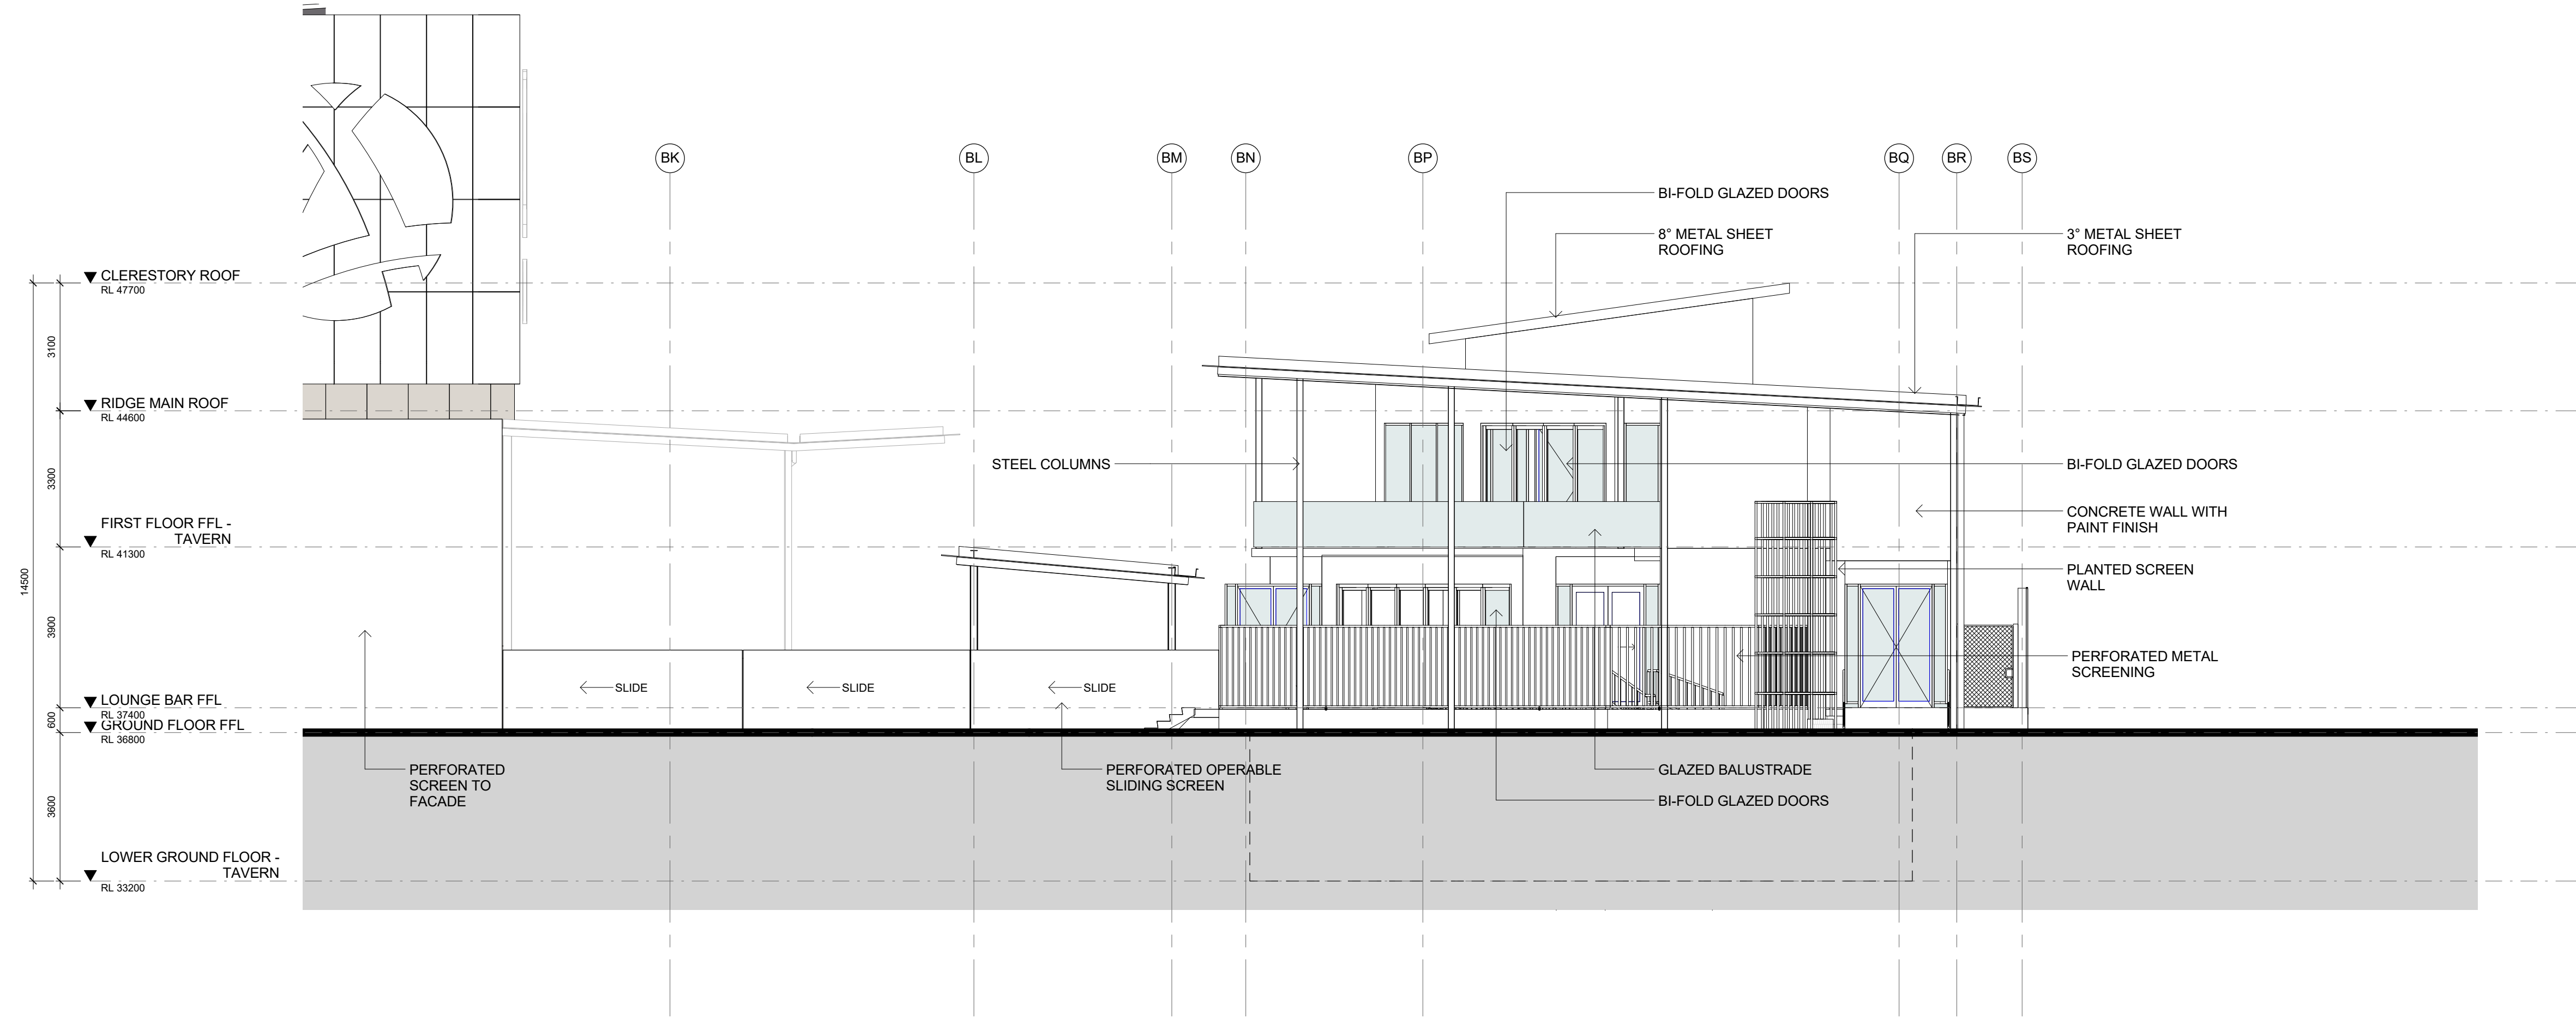 BK
BL
BM
BN
BP
BQ
BR
BS
BI-FOLD GLAZED DOORS
8° METAL SHEET
ROOFING
3° METAL SHEET
ROOFING
CLERESTORY ROOF
RL 47700
3100
RIDGE MAIN ROOF
RL 44600
STEEL COLUMNS
BI-FOLD GLAZED DOORS
3300
CONCRETE WALL WITH
PAINT FINISH
FIRST FLOOR FFL -
TAVERN
RL 41300
PLANTED SCREEN
WALL
14500
3900
PERFORATED METAL
SCREENING
SLIDE
SLIDE
SLIDE
LOUNGE BAR FFL
RL 37400
600
GROUND FLOOR FFL
RL 36800
PERFORATED
SCREEN TO
FACADE
PERFORATED OPERABLE
SLIDING SCREEN
GLAZED BALUSTRADE
BI-FOLD GLAZED DOORS
3600
LOWER GROUND FLOOR -
TAVERN
RL 33200